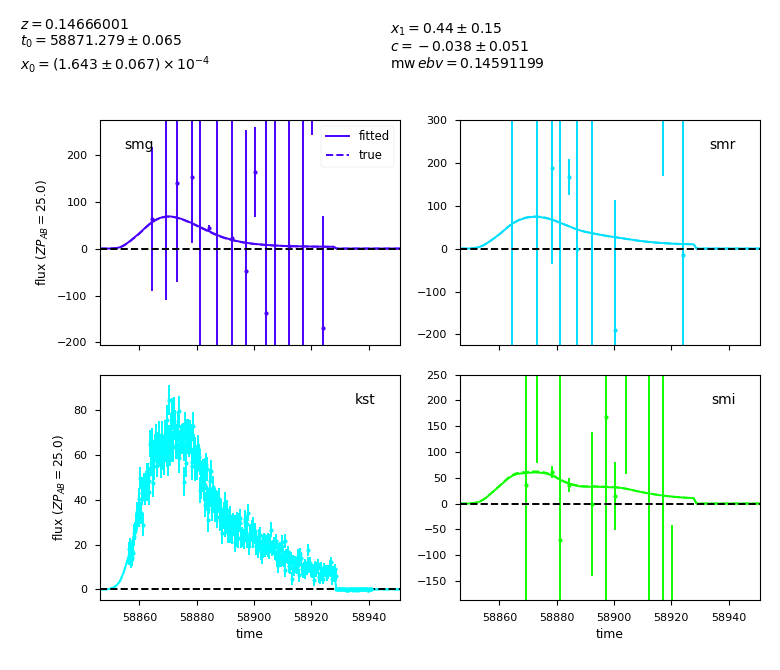 z = 0.14666001
t₀ = 58871.279 ± 0.065
x₀ = (1.643 ± 0.067) × 10⁻⁴
x₁ = 0.44 ± 0.15
c = −0.038 ± 0.051
mw ebv = 0.14591199
smg
fitted
true
200
100
0
−100
−200
flux (ZP_AB = 25.0)
smr
300
200
100
0
−100
−200
kst
80
60
40
20
0
flux (ZP_AB = 25.0)
58860 58880 58900 58920 58940
time
smi
250
200
150
100
50
0
−50
−100
−150
58860 58880 58900 58920 58940
time